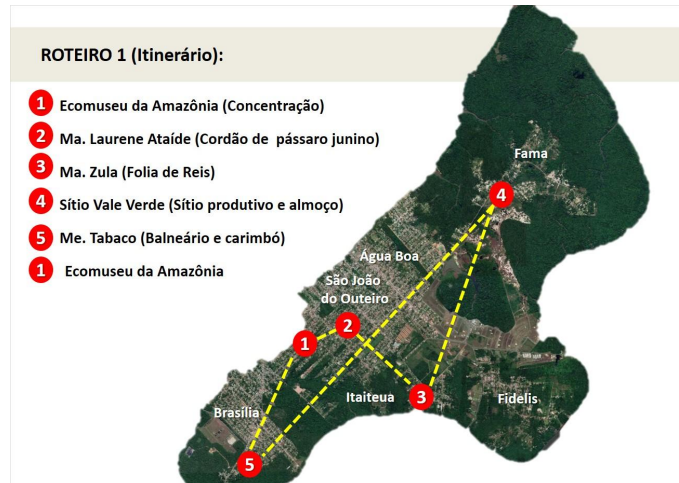 ROTEIRO 1 (Itinerário):
1 Ecomuseu da Amazônia (Concentração)
2 Ma. Laurene Ataíde (Cordão de pássaro junino)
3 Ma. Zula (Folia de Reis)
4 Sítio Vale Verde (Sítio produtivo e almoço)
5 Me. Tabaco (Balneário e carimbó)
1 Ecomuseu da Amazônia
Fama
4
Água Boa
São João
do Outeiro
2
1
Itaiteua
3
Fidelis
Brasília
5